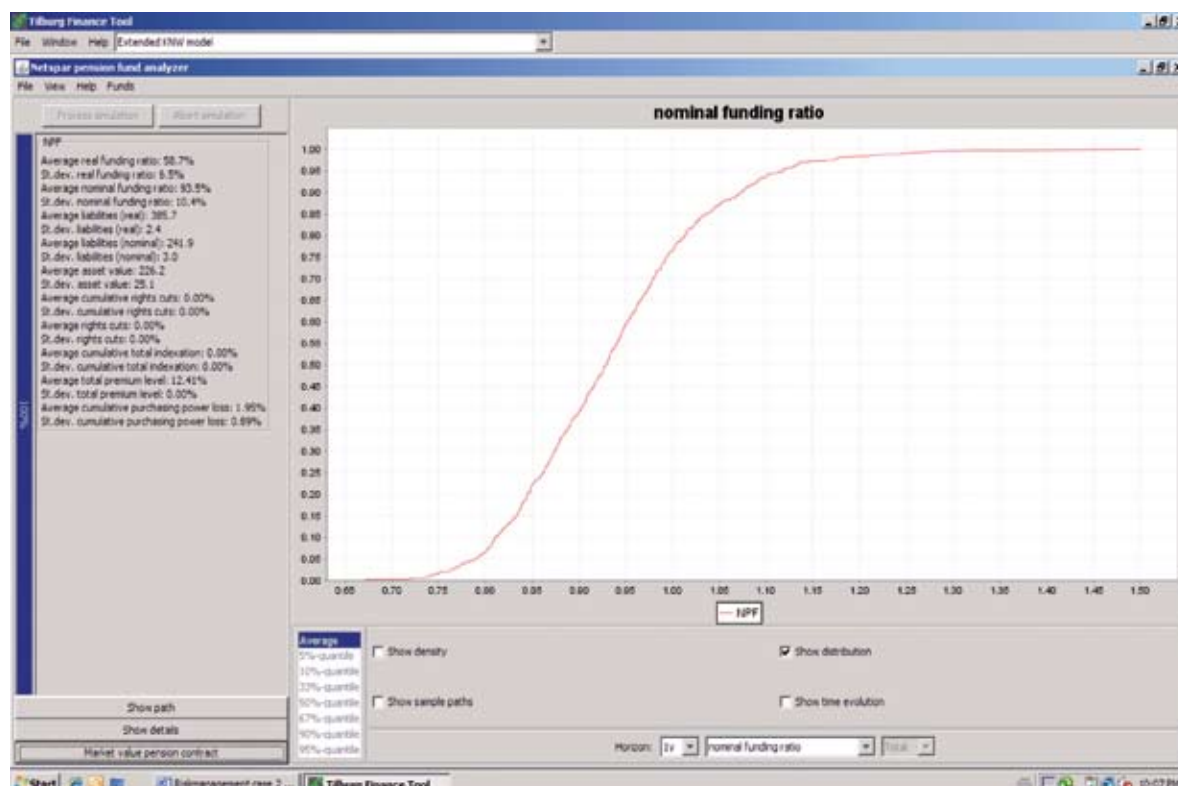 Tilburg Finance Tool
File Window Help Extended KNW model
Netspar pension fund analyzer
File View Help Funds
Process simulation Abort simulation
nominal funding ratio
NPF
Average real funding ratio: 58.7%
St.dev. real funding ratio: 6.5%
Average nominal funding ratio: 93.5%
St.dev. nominal funding ratio: 10.4%
Average liabilities (real): 385.7
St.dev. liabilities (real): 2.4
Average liabilities (nominal): 241.9
St.dev. liabilities (nominal): 3.0
Average asset value: 226.2
St.dev. asset value: 25.1
Average cumulative rights cuts: 0.00%
St.dev. cumulative rights cuts: 0.00%
Average rights cuts: 0.00%
St.dev. rights cuts: 0.00%
Average cumulative total indexation: 0.00%
St.dev. cumulative total indexation: 0.00%
Average total premium level: 12.41%
St.dev. total premium level: 0.00%
Average cumulative purchasing power loss: 1.95%
St.dev. cumulative purchasing power loss: 0.89%
100%
1.00
0.95
0.90
0.85
0.80
0.75
0.70
0.65
0.60
0.55
0.50
0.45
0.40
0.35
0.30
0.25
0.20
0.15
0.10
0.05
0.00
0.65 0.70 0.75 0.80 0.85 0.90 0.95 1.00 1.05 1.10 1.15 1.20 1.25 1.30 1.35 1.40 1.45 1.50
NPF
Average
5%-quantile
10%-quantile
33%-quantile
50%-quantile
67%-quantile
90%-quantile
95%-quantile
Show density
Show distribution
Show sample paths
Show time evolution
Show path
Show details
Market value pension contract
Horizon: 1y nominal funding ratio Total
Start Riskmanagement case 2... Tilburg Finance Tool 10:07 PM